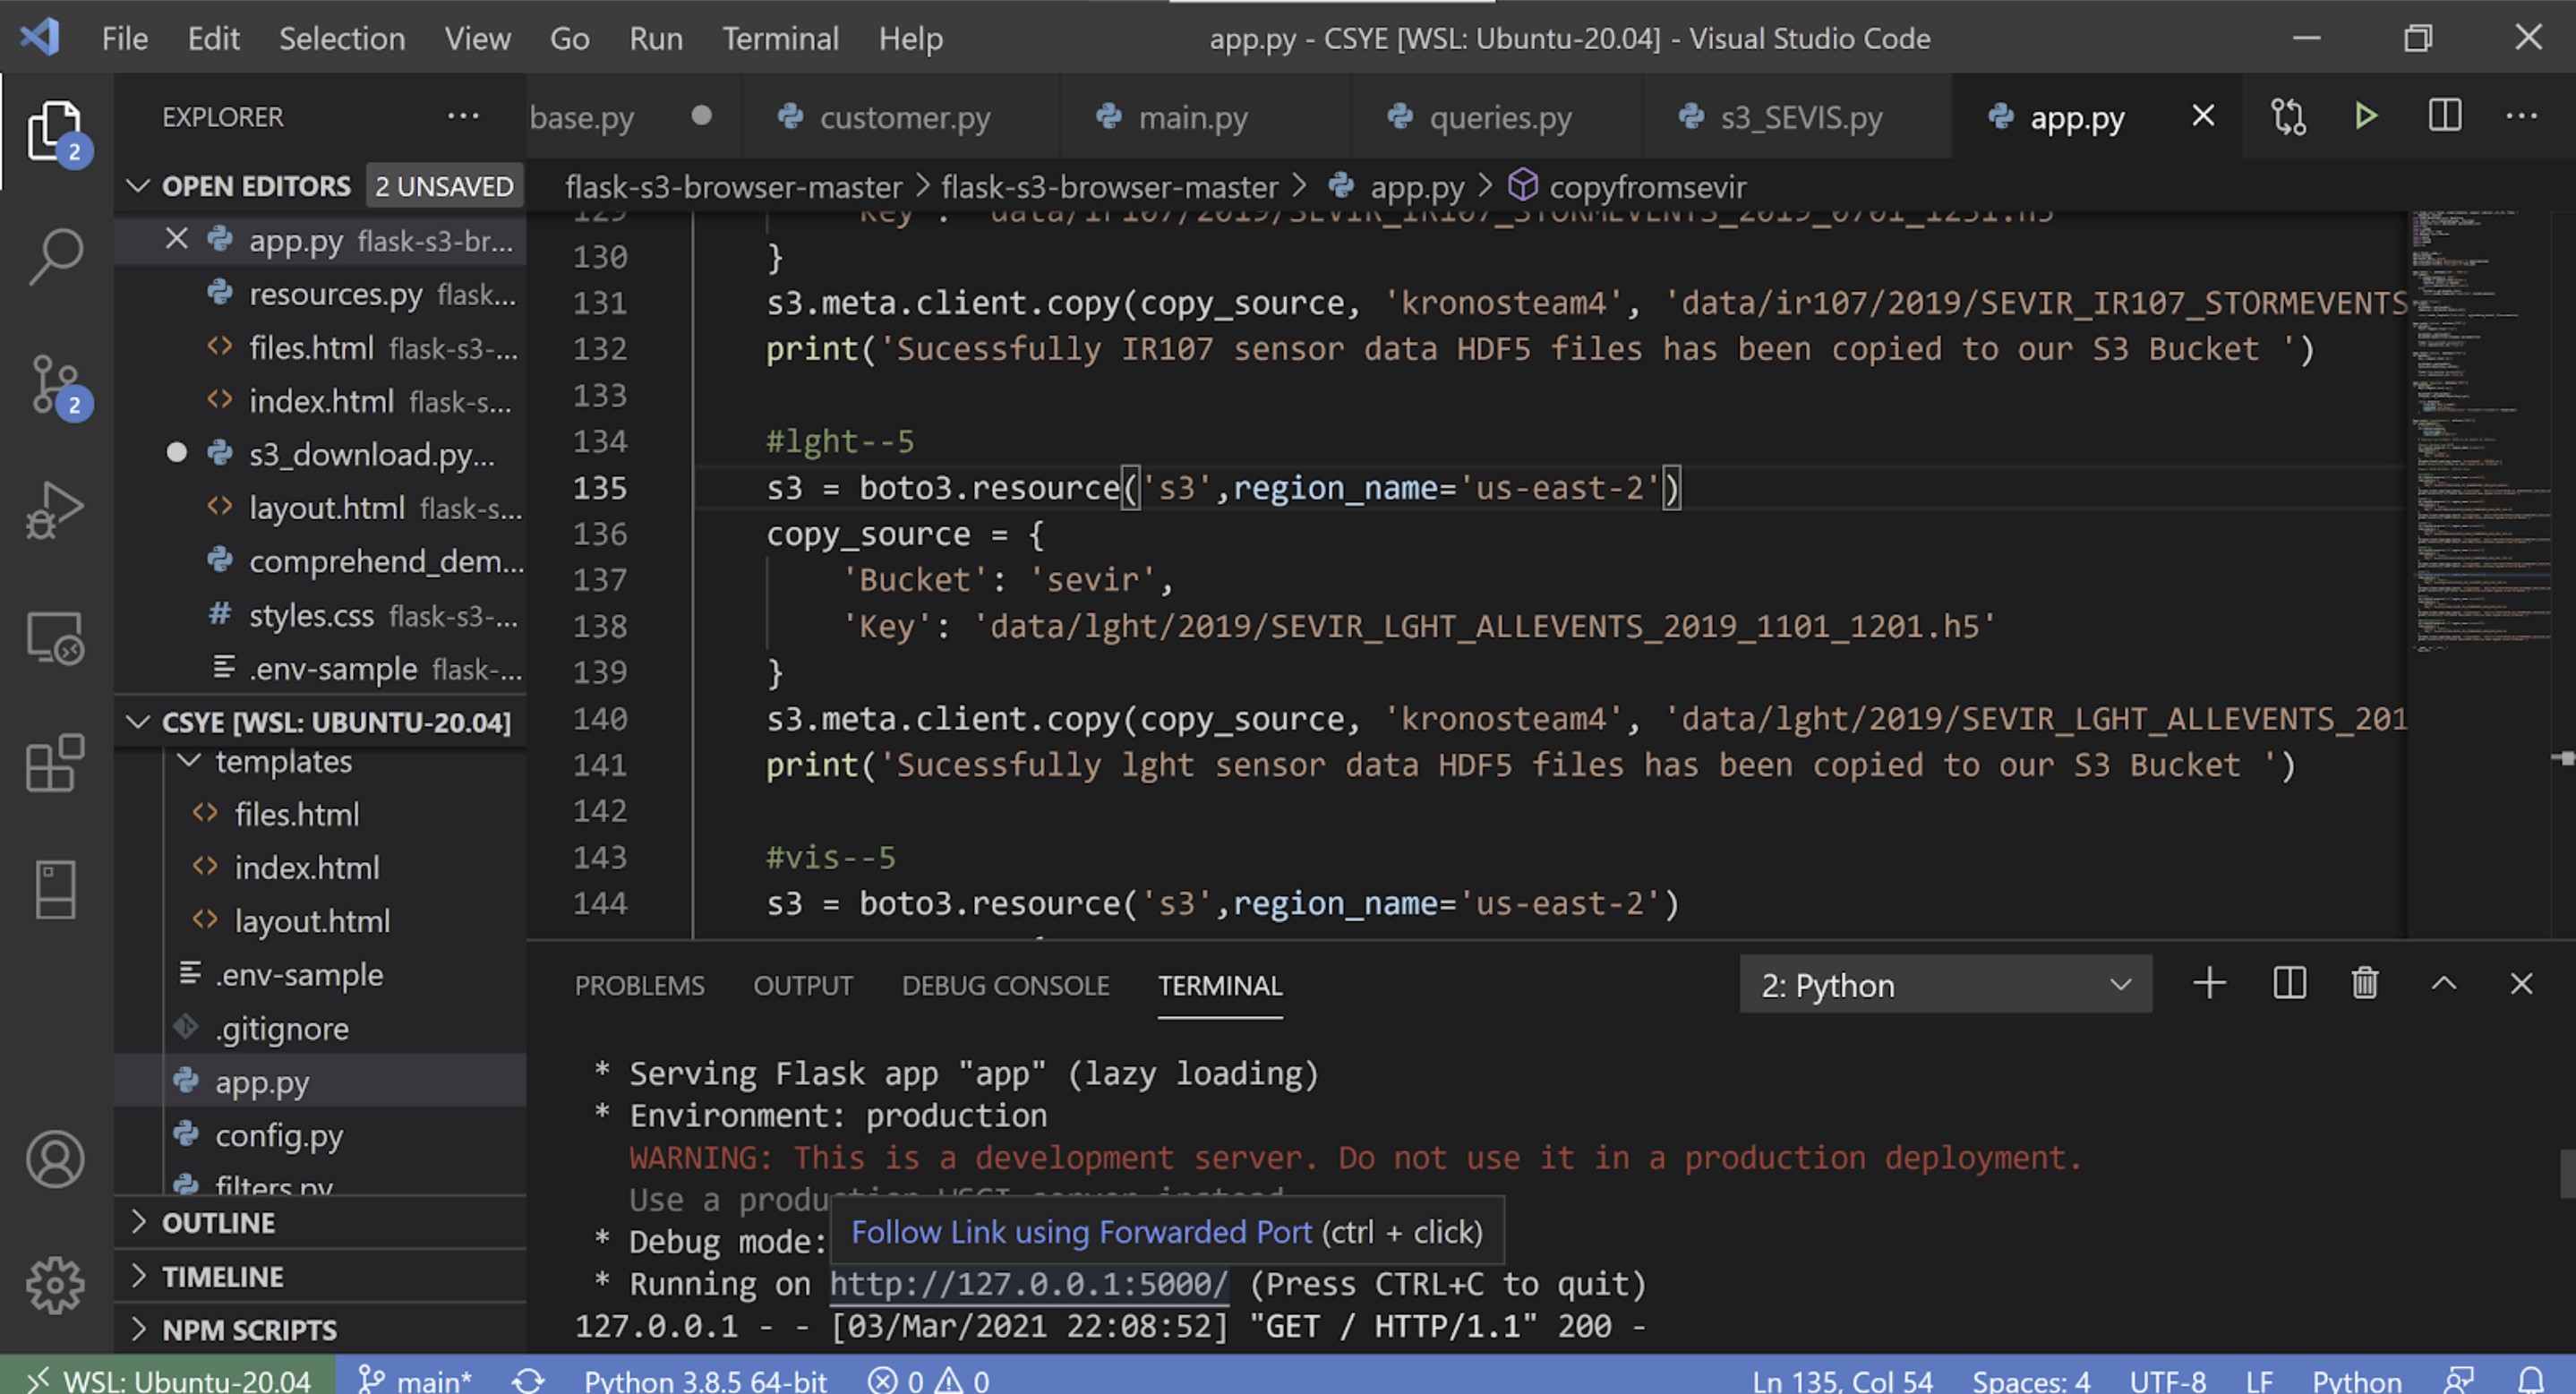 File Edit Selection View Go Run Terminal Help app.py - CSYE [WSL: Ubuntu-20.04] - Visual Studio Code
EXPLORER ...
base.py customer.py main.py queries.py s3_SEVIS.py app.py
OPEN EDITORS 2 UNSAVED
app.py flask-s3-br...
resources.py flask...
files.html flask-s3-...
index.html flask-s...
s3_download.py...
layout.html flask-s...
comprehend_dem...
styles.css flask-s3-...
.env-sample flask-...
2
2
CSYE [WSL: UBUNTU-20.04]
templates
files.html
index.html
layout.html
.env-sample
.gitignore
app.py
config.py
filters.py
OUTLINE
TIMELINE
NPM SCRIPTS
flask-s3-browser-master > flask-s3-browser-master > app.py > copyfromsevir
129 'Key': 'data/ir107/2019/SEVIR_IR107_STORMEVENTS_2019_0701_1231.h5'
130 }
131 s3.meta.client.copy(copy_source, 'kronosteam4', 'data/ir107/2019/SEVIR_IR107_STORMEVENTS
132 print('Sucessfully IR107 sensor data HDF5 files has been copied to our S3 Bucket ')
133
134 #lght--5
135 s3 = boto3.resource('s3',region_name='us-east-2')
136 copy_source = {
137 'Bucket': 'sevir',
138 'Key': 'data/lght/2019/SEVIR_LGHT_ALLEVENTS_2019_1101_1201.h5'
139 }
140 s3.meta.client.copy(copy_source, 'kronosteam4', 'data/lght/2019/SEVIR_LGHT_ALLEVENTS_201
141 print('Sucessfully lght sensor data HDF5 files has been copied to our S3 Bucket ')
142
143 #vis--5
144 s3 = boto3.resource('s3',region_name='us-east-2')
PROBLEMS OUTPUT DEBUG CONSOLE TERMINAL 2: Python
* Serving Flask app "app" (lazy loading)
* Environment: production
WARNING: This is a development server. Do not use it in a production deployment.
Use a production WSGI server instead.
* Debug mode:
Follow Link using Forwarded Port (ctrl + click)
* Running on http://127.0.0.1:5000/ (Press CTRL+C to quit)
127.0.0.1 - - [03/Mar/2021 22:08:52] "GET / HTTP/1.1" 200 -
WSL: Ubuntu-20.04 main* Python 3.8.5 64-bit 0 0 Ln 135, Col 54 Spaces: 4 UTF-8 LF Python